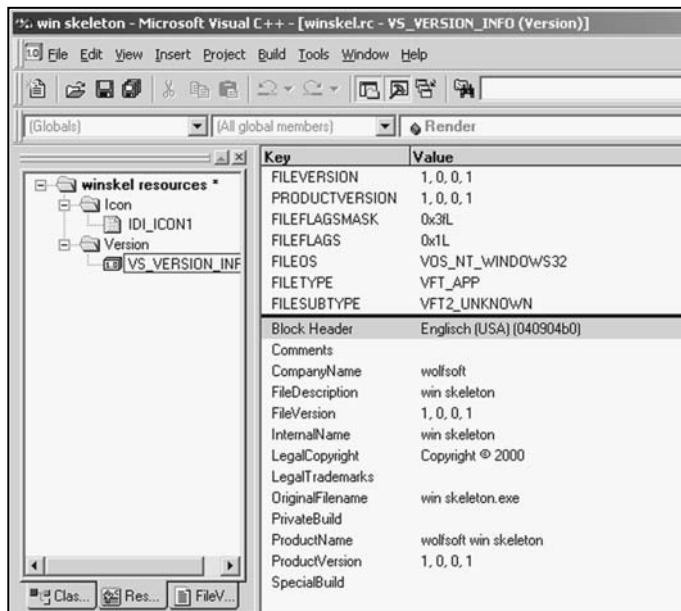 win skeleton - Microsoft Visual C++ - [winskel.rc - VS_VERSION_INFO (Version)]
File Edit View Insert Project Build Tools Window Help
(Globals) (All global members) Render
winskel resources *
Icon
IDI_ICON1
Version
VS_VERSION_INF
Clas... Res... FileV...
Key Value
FILEVERSION 1, 0, 0, 1
PRODUCTVERSION 1, 0, 0, 1
FILEFLAGSMASK 0x3fL
FILEFLAGS 0x1L
FILEOS VOS_NT_WINDOWS32
FILETYPE VFT_APP
FILESUBTYPE VFT2_UNKNOWN
Block Header Englisch (USA) (040904b0)
Comments
CompanyName wolfsoft
FileDescription win skeleton
FileVersion 1, 0, 0, 1
InternalName win skeleton
LegalCopyright Copyright © 2000
LegalTrademarks
OriginalFilename win skeleton.exe
PrivateBuild
ProductName wolfsoft win skeleton
ProductVersion 1, 0, 0, 1
SpecialBuild